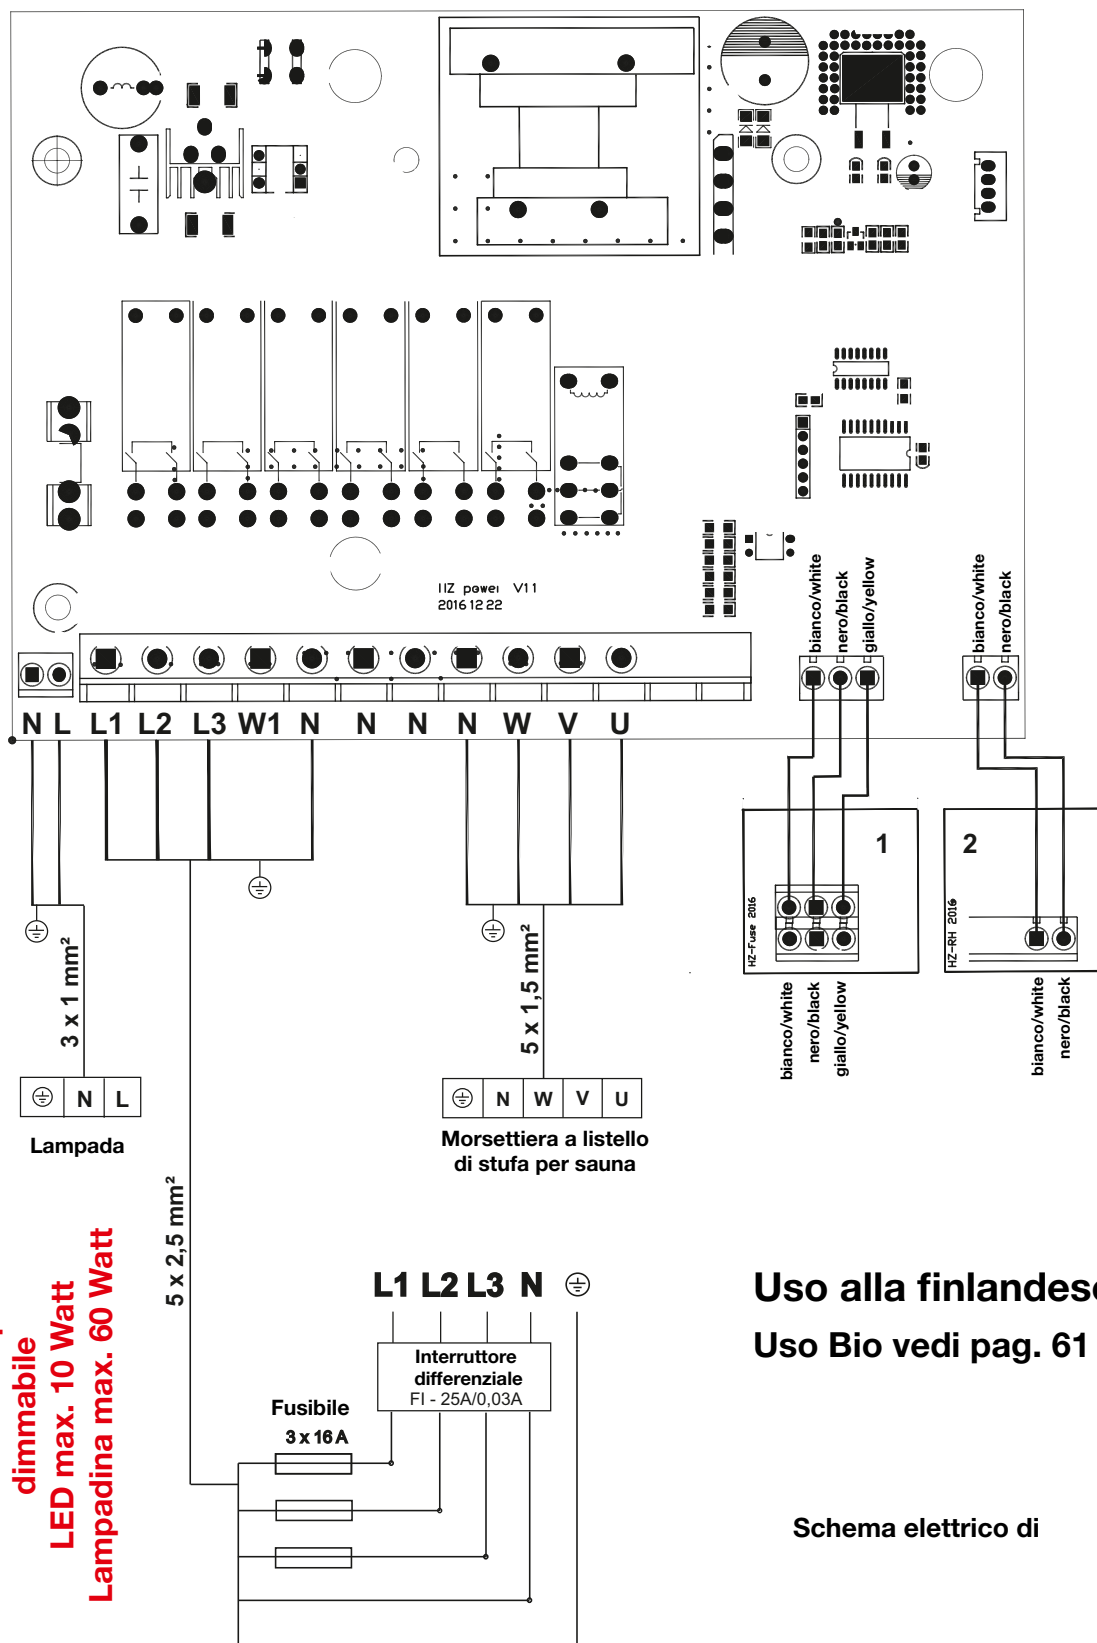 HZ power V11
2016 12 22
bianco/white
nero/black
giallo/yellow
bianco/white
nero/black
N L L1 L2 L3 W1 N N N N W V U
1
2
HZ-Fuse 2016
HZ-RH 2016
bianco/white
nero/black
giallo/yellow
bianco/white
nero/black
3 x 1 mm²
5 x 1,5 mm²
N L
Lampada
N W V U
Morsettiera a listello
di stufa per sauna
5 x 2,5 mm²
dimmabile
LED max. 10 Watt
Lampadina max. 60 Watt
L1 L2 L3 N
Interruttore
differenziale
FI - 25A/0,03A
Fusibile
3 x 16 A
Uso alla finlandese
Uso Bio vedi pag. 61
Schema elettrico di